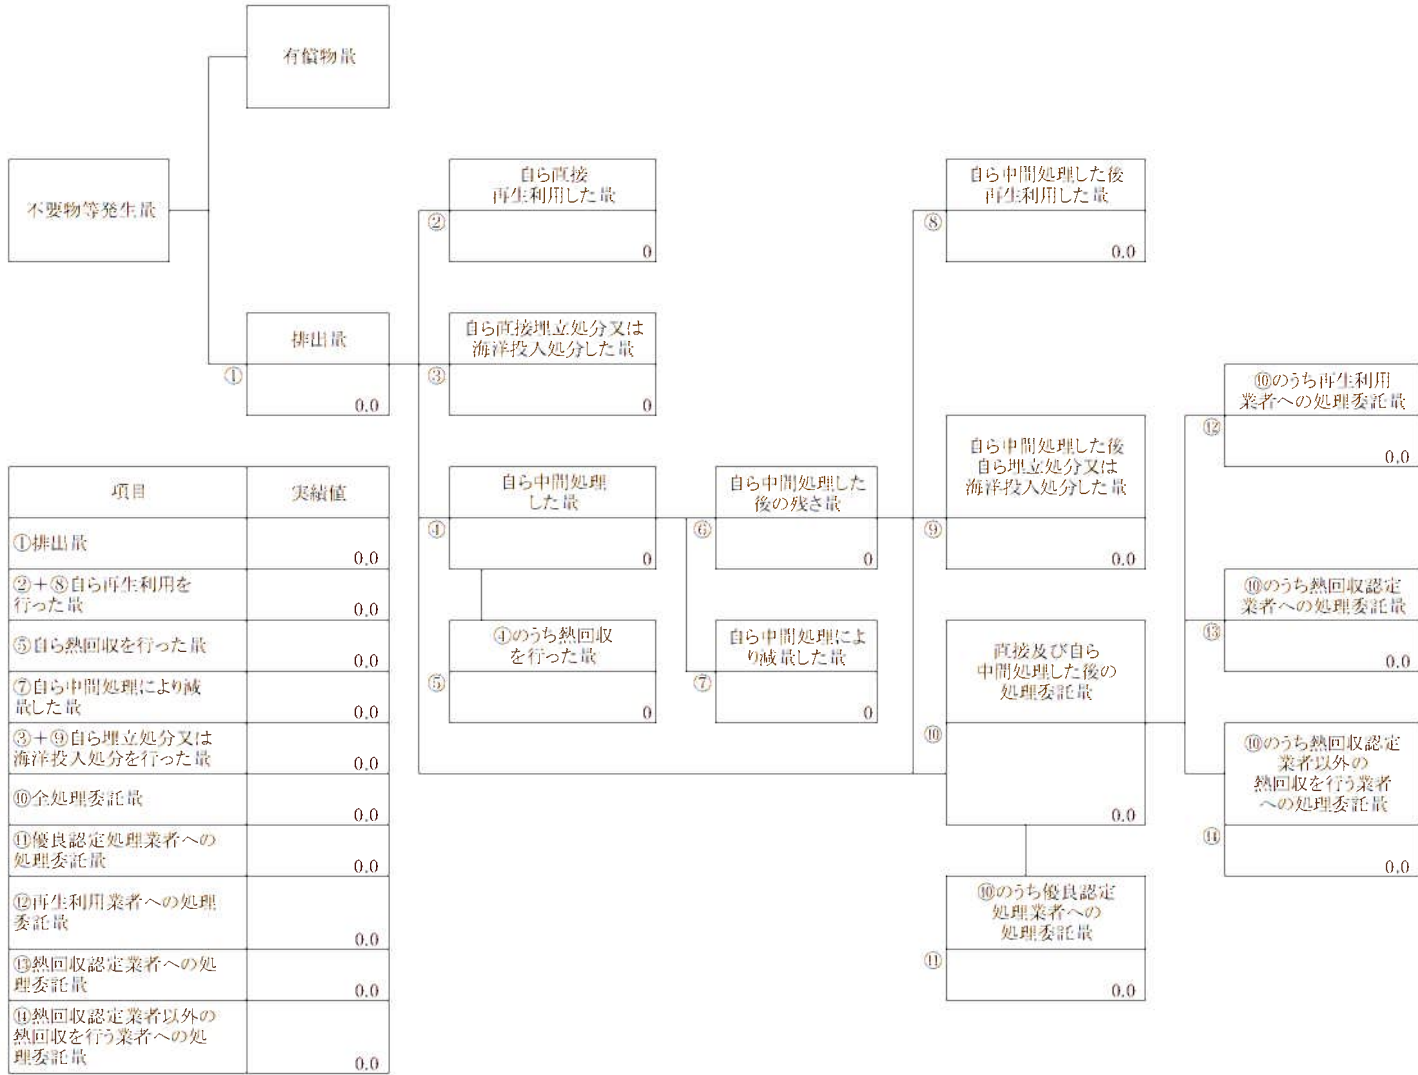 有償物量
不要物等発生量
自ら直接
再生利用した量
②
0
自ら中間処理した後
再生利用した量
⑧
0.0
排出量
①
0.0
自ら直接埋立処分又は
海洋投入処分した量
③
0
⑩のうち再生利用
業者への処理委託量
⑫
0.0
自ら中間処理
した量
④
0
自ら中間処理した
後の残さ量
⑥
0
自ら中間処理した後
自ら埋立処分又は
海洋投入処分した量
⑨
0.0
④のうち熱回収
を行った量
⑤
0
自ら中間処理によ
り減量した量
⑦
0
直接及び自ら
中間処理した後の
処理委託量
⑩
0.0
⑩のうち熱回収認定
業者への処理委託量
⑬
0.0
⑩のうち熱回収認定
業者以外の
熱回収を行う業者
への処理委託量
⑭
0.0
⑩のうち優良認定
処理業者への
処理委託量
⑪
0.0
項目 実績値
①排出量 0.0
②+⑧自ら再生利用を
行った量 0.0
⑤自ら熱回収を行った量 0.0
⑦自ら中間処理により減
量した量 0.0
③+⑨自ら埋立処分又は
海洋投入処分を行った量 0.0
⑩全処理委託量 0.0
⑪優良認定処理業者への
処理委託量 0.0
⑫再生利用業者への処理
委託量 0.0
⑬熱回収認定業者への処
理委託量 0.0
⑭熱回収認定業者以外の
熱回収を行う業者への処
理委託量 0.0